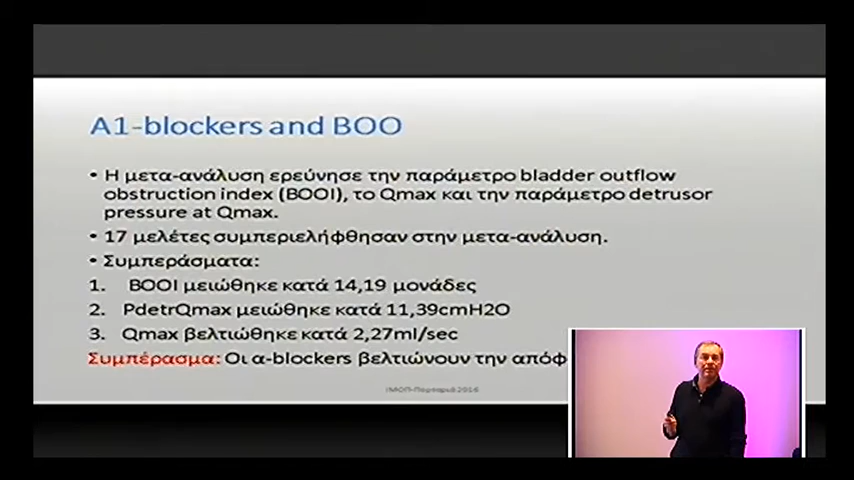 A1-blockers and BOO
• Η μετα-ανάλυση ερεύνησε την παράμετρο bladder outflow
obstruction index (BOOI), το Qmax και την παράμετρο detrusor
pressure at Qmax.
• 17 μελέτες συμπεριελήφθησαν στην μετα-ανάλυση.
• Συμπεράσματα:
1. BOOI μειώθηκε κατά 14,19 μονάδες
2. PdetrQmax μειώθηκε κατά 11,39cmH2O
3. Qmax βελτιώθηκε κατά 2,27ml/sec
Συμπέρασμα: Οι α-blockers βελτιώνουν την